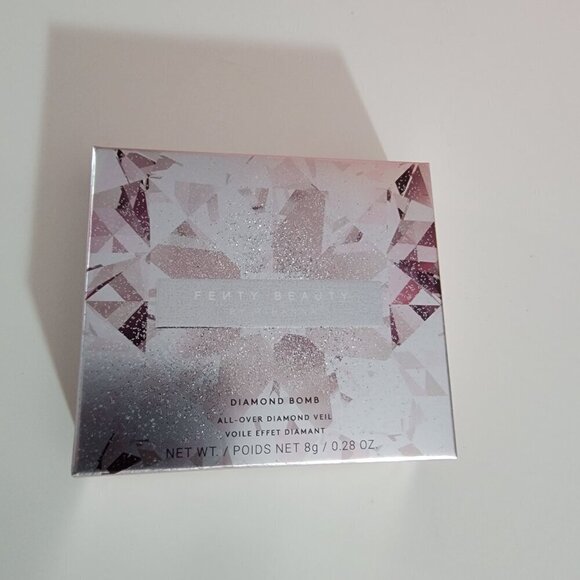 FENTY BEAUTY
DIAMOND BOMB
ALL-OVER DIAMOND VEIL
VOILE EFFET DIAMANT
NET WT. / POIDS NET 8g / 0.28 OZ.